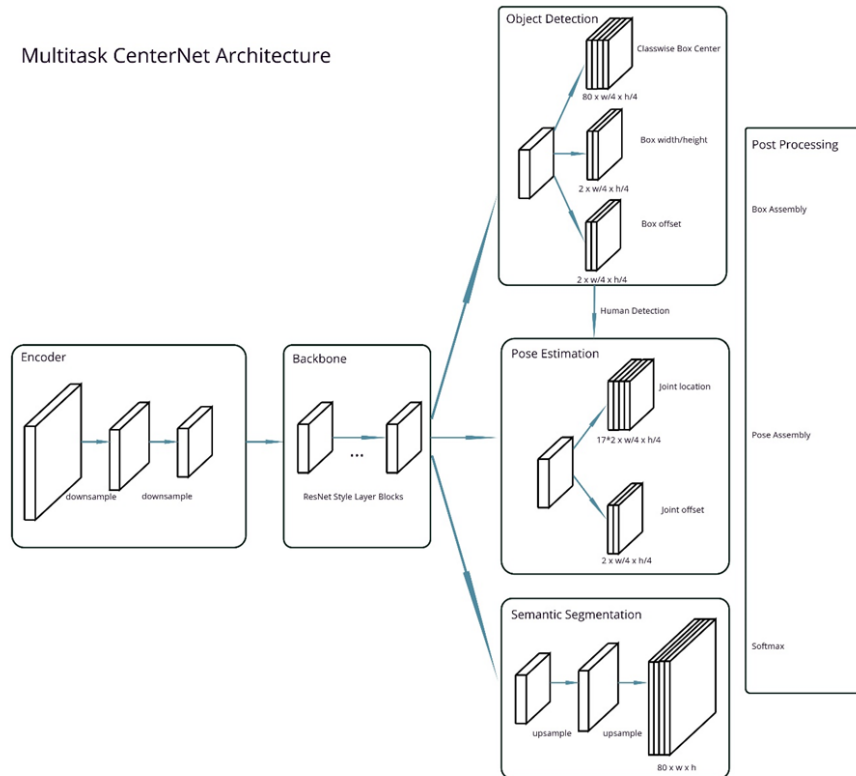 Multitask CenterNet Architecture
Encoder
downsample
downsample
Backbone
...
ResNet Style Layer Blocks
Object Detection
Classwise Box Center
80 x w/4 x h/4
Box width/height
2 x w/4 x h/4
Box offset
2 x w/4 x h/4
Human Detection
Pose Estimation
Joint location
17*2 x w/4 x h/4
Joint offset
2 x w/4 x h/4
Semantic Segmentation
upsample
upsample
80 x w x h
Post Processing
Box Assembly
Pose Assembly
Softmax